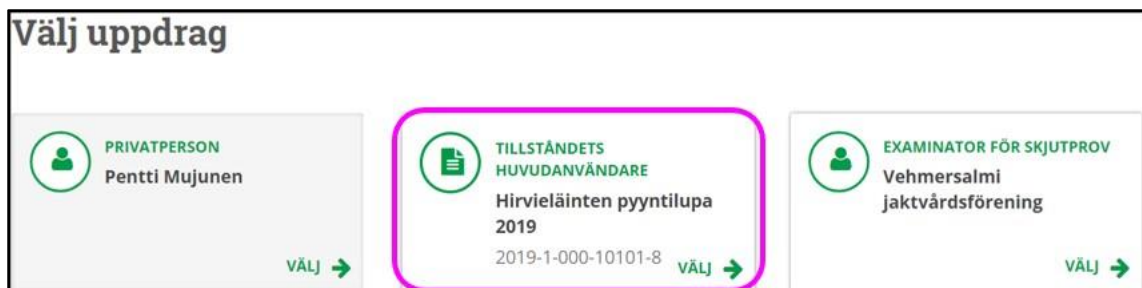 Välj uppdrag
PRIVATPERSON
Pentti Mujunen
VÄLJ
TILLSTÅNDETS
HUVUDANVÄNDARE
Hirvieläinten pyyntilupa
2019
2019-1-000-10101-8
VÄLJ
EXAMINATOR FÖR SKJUTPROV
Vehmersalmi
jaktvårdsförening
VÄLJ